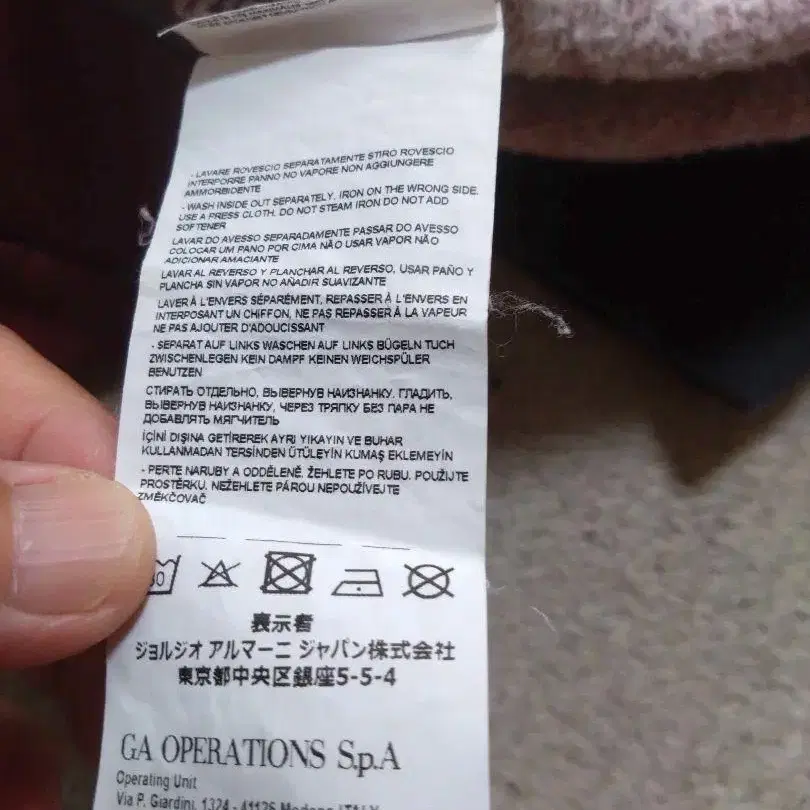 - LAVARE ROVESCIO SEPARATAMENTE STIRO ROVESCIO
INTERPORRE PANNO NO VAPORE NON AGGIUNGERE
AMMORBIDENTE
- WASH INSIDE OUT SEPARATELY, IRON ON THE WRONG SIDE,
USE A PRESS CLOTH. DO NOT STEAM IRON DO NOT ADD
SOFTENER
LAVAR DO AVESSO SEPARADAMENTE PASSAR DO AVESSO
COLOCAR UM PANO POR CIMA NÃO USAR VAPOR NÃO
ADICIONAR AMACIANTE
LAVAR AL REVERSO Y PLANCHAR AL REVERSO, USAR PAÑO Y
PLANCHA SIN VAPOR NO AÑADIR SUAVIZANTE
LAVER À L'ENVERS SÉPARÉMENT, REPASSER À L'ENVERS EN
INTERPOSANT UN CHIFFON, NE PAS REPASSER À LA VAPEUR
NE PAS AJOUTER D'ADOUCISSANT
- SEPARAT AUF LINKS WASCHEN AUF LINKS BÜGELN TUCH
ZWISCHENLEGEN KEIN DAMPF KEINEN WEICHSPÜLER
BENUTZEN
СТИРАТЬ ОТДЕЛЬНО, ВЫВЕРНУВ НАИЗНАНКУ. ГЛАДИТЬ,
ВЫВЕРНУВ НАИЗНАНКУ, ЧЕРЕЗ ТРЯПКУ БЕЗ ПАРА НЕ
ДОБАВЛЯТЬ МЯГЧИТЕЛЬ
İÇİNİ DIŞINA GETİREREK AYRI YIKAYIN VE BUHAR
KULLANMADAN TERSİNDEN ÜTÜLEYİN KUMAŞ EKLEMEYİN
- PERTE NARUBY A ODDĚLENĚ. ŽEHLETE PO RUBU. POUŽIJTE
PROSTĚRKU. NEŽEHLETE PÁROU NEPOUŽÍVEJTE
ZMĚKČOVAČ
表示者
ジョルジオ アルマーニ ジャパン株式会社
東京都中央区銀座5-5-4
GA OPERATIONS S.p.A
Operating Unit
Via P. Giardini, 1324 - 41126 Modena ITALY